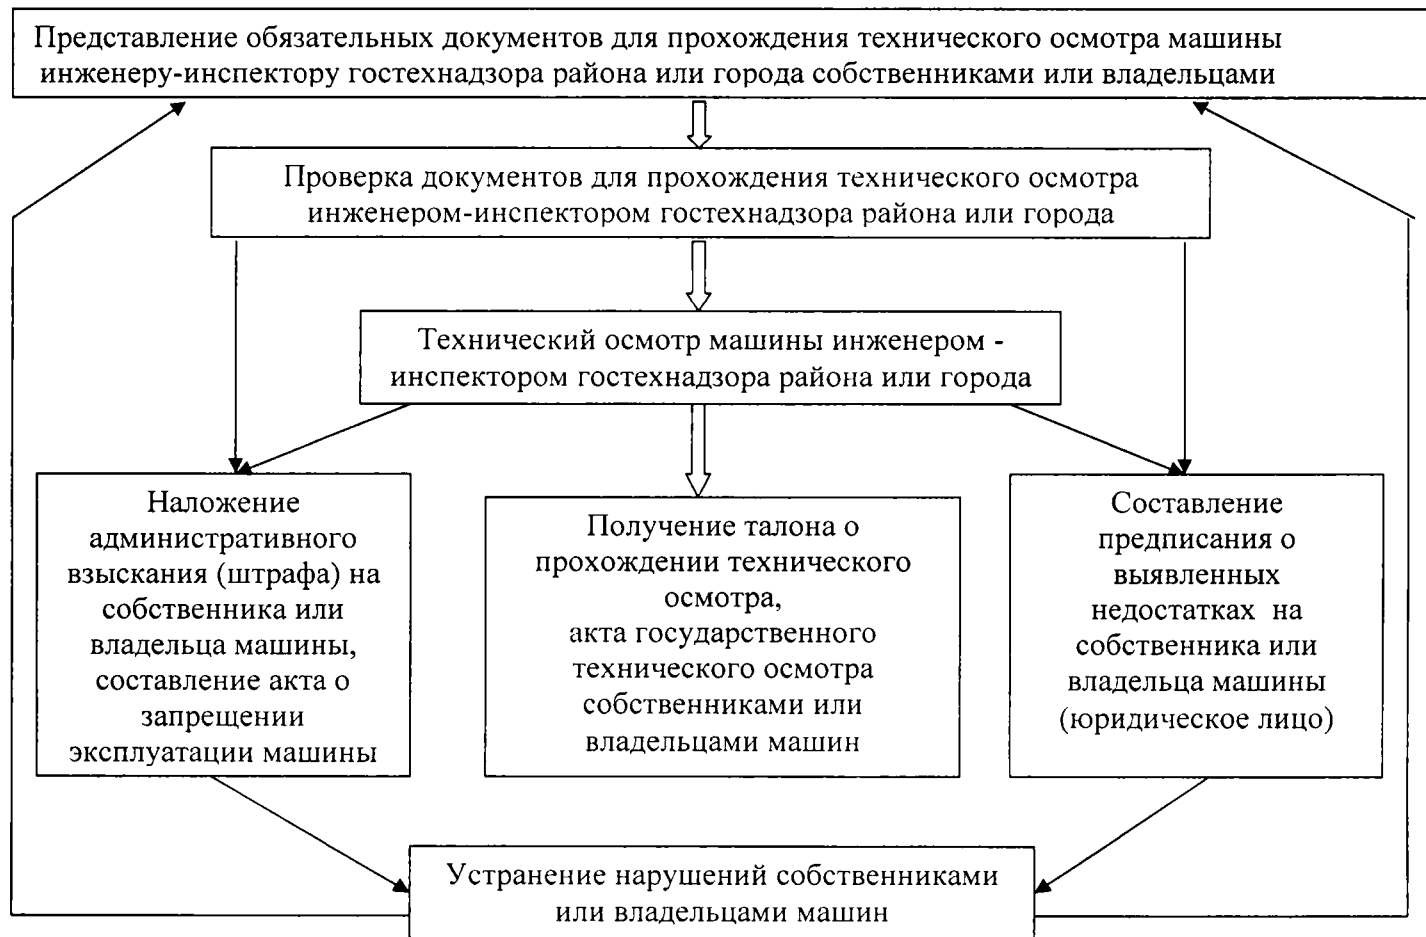 Представление обязательных документов для прохождения технического осмотра машины
инженеру-инспектору гостехнадзора района или города собственниками или владельцами
Проверка документов для прохождения технического осмотра
инженером-инспектором гостехнадзора района или города
Технический осмотр машины инженером -
инспектором гостехнадзора района или города
Наложение
административного
взыскания (штрафа) на
собственника или
владельца машины,
составление акта о
запрещении
эксплуатации машины
Получение талона о
прохождении технического
осмотра,
акта государственного
технического осмотра
собственниками или
владельцами машин
Составление
предписания о
выявленных
недостатках на
собственника или
владельца машины
(юридическое лицо)
Устранение нарушений собственниками
или владельцами машин